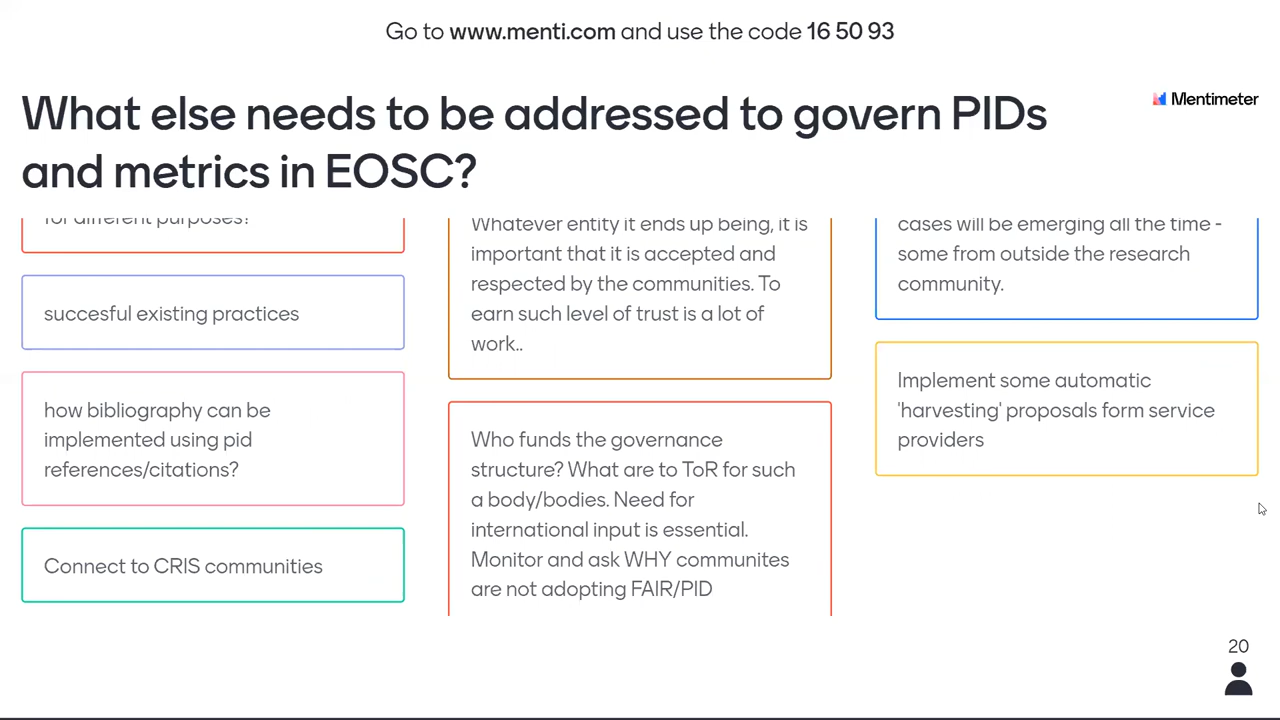 Go to www.menti.com and use the code 16 50 93
What else needs to be addressed to govern PIDs
and metrics in EOSC?
Mentimeter
for different purposes?
succesful existing practices
how bibliography can be
implemented using pid
references/citations?
Connect to CRIS communities
Whatever entity it ends up being, it is
important that it is accepted and
respected by the communities. To
earn such level of trust is a lot of
work..
Who funds the governance
structure? What are to ToR for such
a body/bodies. Need for
international input is essential.
Monitor and ask WHY communites
are not adopting FAIR/PID
cases will be emerging all the time -
some from outside the research
community.
Implement some automatic
'harvesting' proposals form service
providers
20